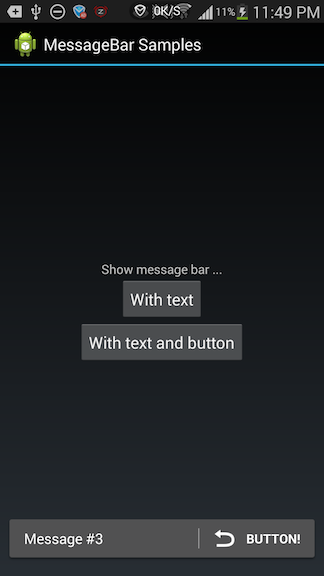 0K/S 11% 11:49 PM
MessageBar Samples
Show message bar ...
With text
With text and button
Message #3 BUTTON!